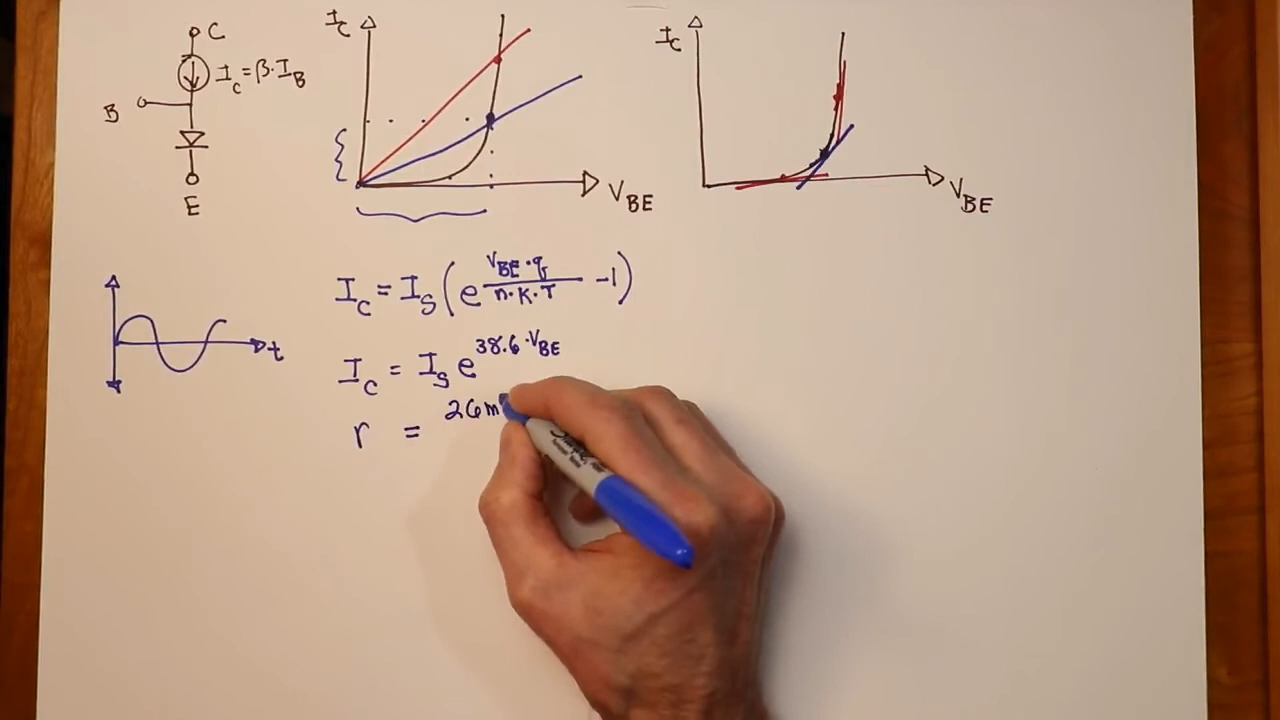 C
I_C = β·I_B
B
E
I_C
V_BE
I_C
V_BE
t
I_C = I_S (e^(V_BE·q / n·K·T) -1)
I_C = I_S e^(38.6·V_BE)
r = 26m